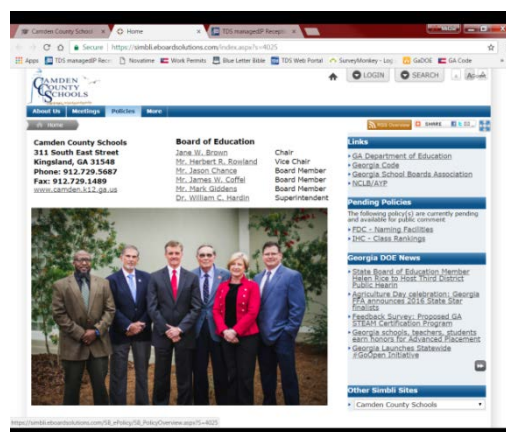 Camden County School
Home
TDS managedIP Recepti
Secure
https://simbli.eboardsolutions.com/index.aspx?s=4025
Apps
TDS managedIP Rece
Novatime
Work Permits
Blue Letter Bible
TDS Web Portal
SurveyMonkey - Log
GaDOE
GA Code
CAMDEN
COUNTY
SCHOOLS
LOGIN
SEARCH
About Us
Meetings
Policies
More
Home
SHARE
Camden County Schools
311 South East Street
Kingsland, GA 31548
Phone: 912.729.5687
Fax: 912.729.1489
www.camden.k12.ga.us
Board of Education
Jane W. Brown Chair
Mr. Herbert R. Rowland Vice Chair
Mr. Jason Chance Board Member
Mr. James W. Coffel Board Member
Mr. Mark Giddens Board Member
Dr. William C. Hardin Superintendent
Links
GA Department of Education
Georgia Code
Georgia School Boards Association
NCLB/AYP
Pending Policies
The following policy(s) are currently pending
and available for public comment
FDC - Naming Facilities
IHC - Class Rankings
Georgia DOE News
State Board of Education Member
Helen Rice to Host Third District
Public Hearin
Agriculture Day celebration: Georgia
FFA announces 2016 State Star
finalists
Feedback Survey: Proposed GA
STEAM Certification Program
Georgia schools, teachers, students
earn honors for Advanced Placement
Georgia Launches Statewide
#GoOpen Initiative
Other Simbli Sites
Camden County Schools
https://simbli.eboardsolutions.com/SB_ePolicy/SB_PolicyOverview.aspx?S=4025